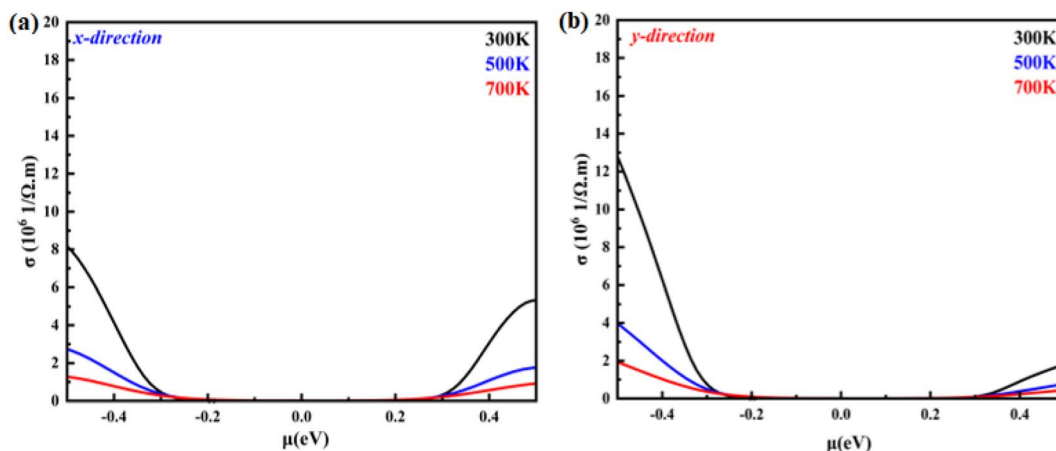 (a)
x-direction
300K
500K
700K
20
18
16
14
12
10
8
6
4
2
0
σ (10⁶ 1/Ω.m)
-0.4
-0.2
0.0
0.2
0.4
μ(eV)
(b)
y-direction
300K
500K
700K
20
18
16
14
12
10
8
6
4
2
0
σ (10⁶ 1/Ω.m)
-0.4
-0.2
0.0
0.2
0.4
μ(eV)